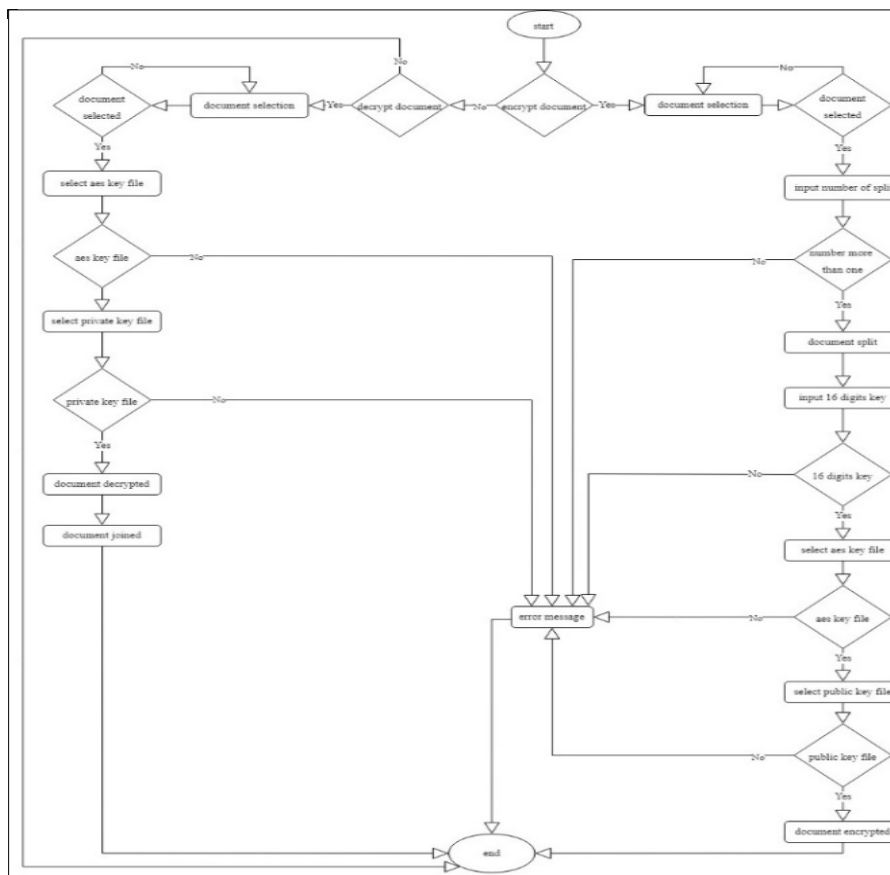 start
No
No
No
document
selected
document selection
Yes
decrypt document
No
encrypt document
Yes
document selection
document
selected
Yes
Yes
select aes key file
input number of split
aes key file
No
No
number more
than one
Yes
select private key file
document split
private key file
No
input 16 digits key
Yes
document decrypted
No
16 digits key
Yes
document joined
select aes key file
error message
No
aes key file
Yes
select public key file
No
public key file
Yes
document encrypted
end